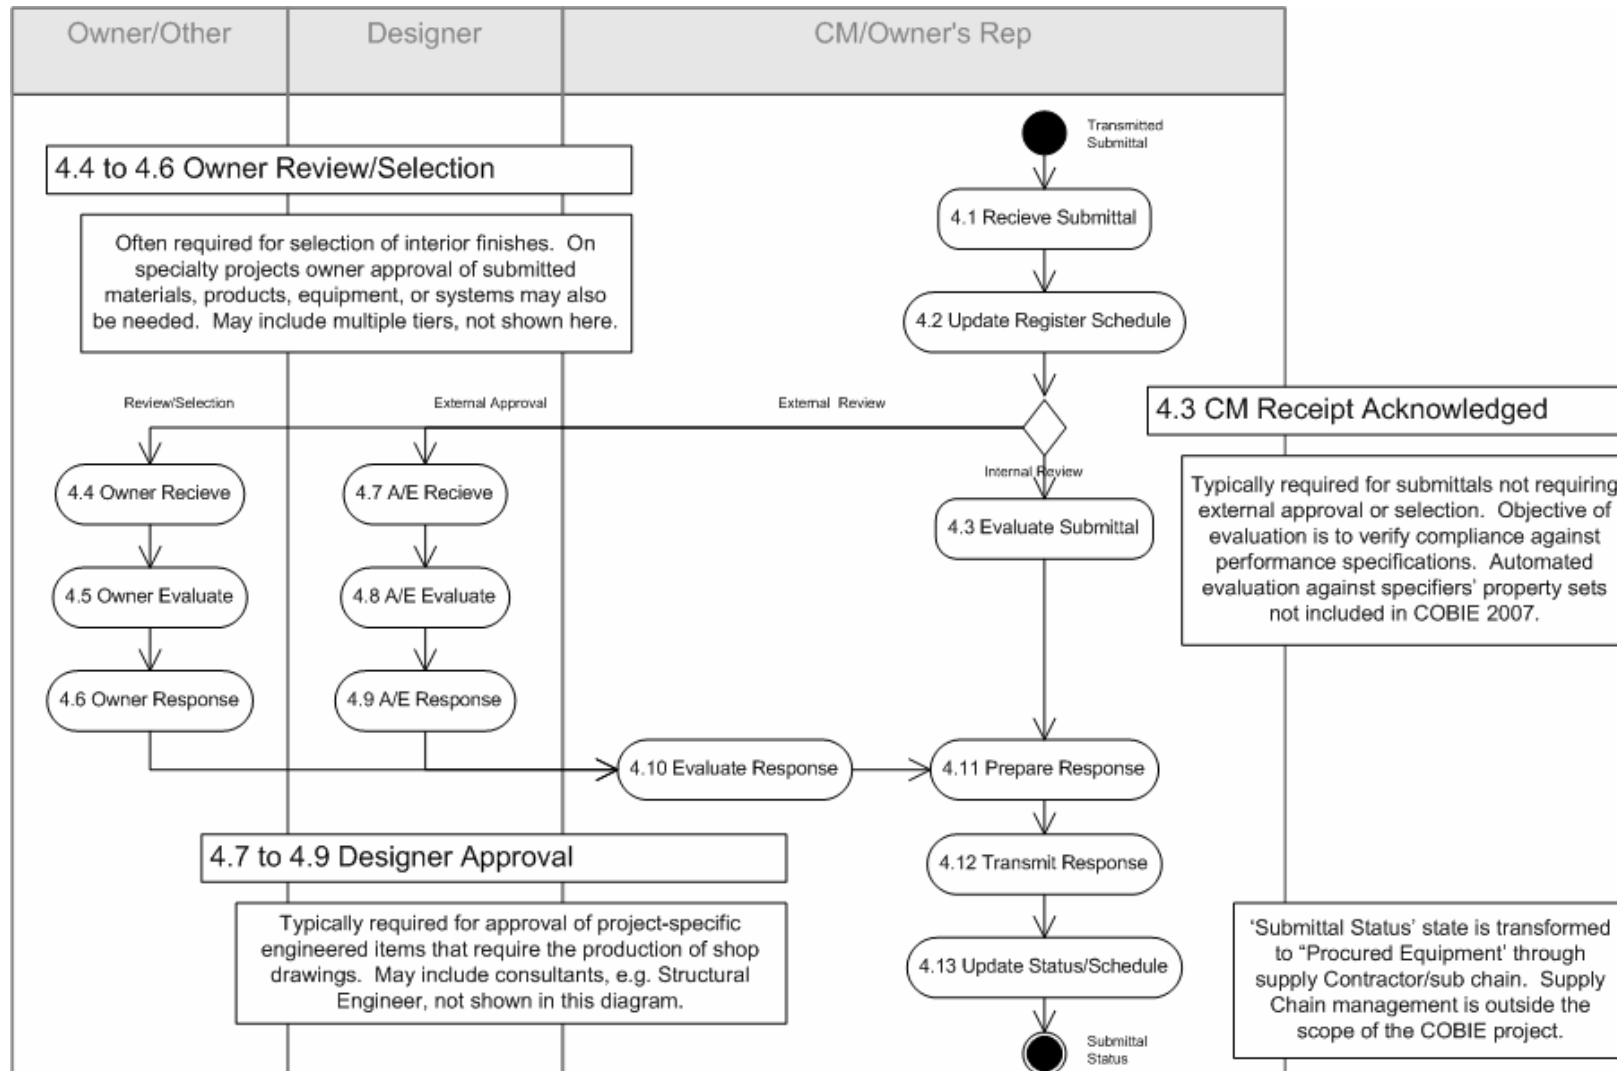 Owner/Other
Designer
CM/Owner's Rep
Transmitted
Submittal
4.4 to 4.6 Owner Review/Selection
4.1 Recieve Submittal
Often required for selection of interior finishes. On
specialty projects owner approval of submitted
materials, products, equipment, or systems may also
be needed. May include multiple tiers, not shown here.
4.2 Update Register Schedule
Review/Selection
External Approval
External Review
4.3 CM Receipt Acknowledged
Internal Review
4.4 Owner Recieve
4.7 A/E Recieve
4.3 Evaluate Submittal
Typically required for submittals not requiring
external approval or selection. Objective of
evaluation is to verify compliance against
performance specifications. Automated
evaluation against specifiers' property sets
not included in COBIE 2007.
4.5 Owner Evaluate
4.8 A/E Evaluate
4.6 Owner Response
4.9 A/E Response
4.10 Evaluate Response
4.11 Prepare Response
4.7 to 4.9 Designer Approval
4.12 Transmit Response
Typically required for approval of project-specific
engineered items that require the production of shop
drawings. May include consultants, e.g. Structural
Engineer, not shown in this diagram.
4.13 Update Status/Schedule
‘Submittal Status’ state is transformed
to “Procured Equipment’ through
supply Contractor/sub chain. Supply
Chain management is outside the
scope of the COBIE project.
Submittal
Status